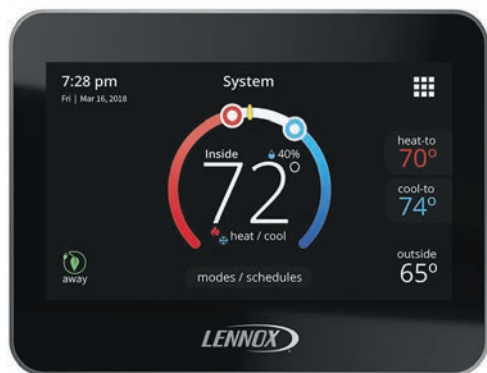 7:28 pm
System
Fri | Mar 16, 2018
heat-to
70°
Inside
40%
72°
cool-to
74°
heat / cool
outside
65°
away
modes / schedules
LENNOX